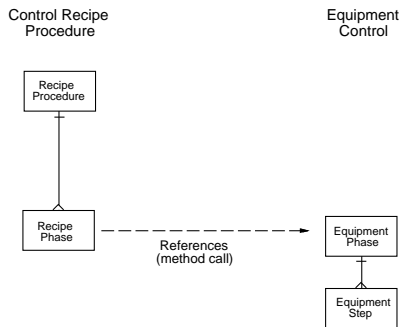 Control Recipe
Procedure
Equipment
Control
Recipe
Procedure
Recipe
Phase
References
(method call)
Equipment
Phase
Equipment
Step